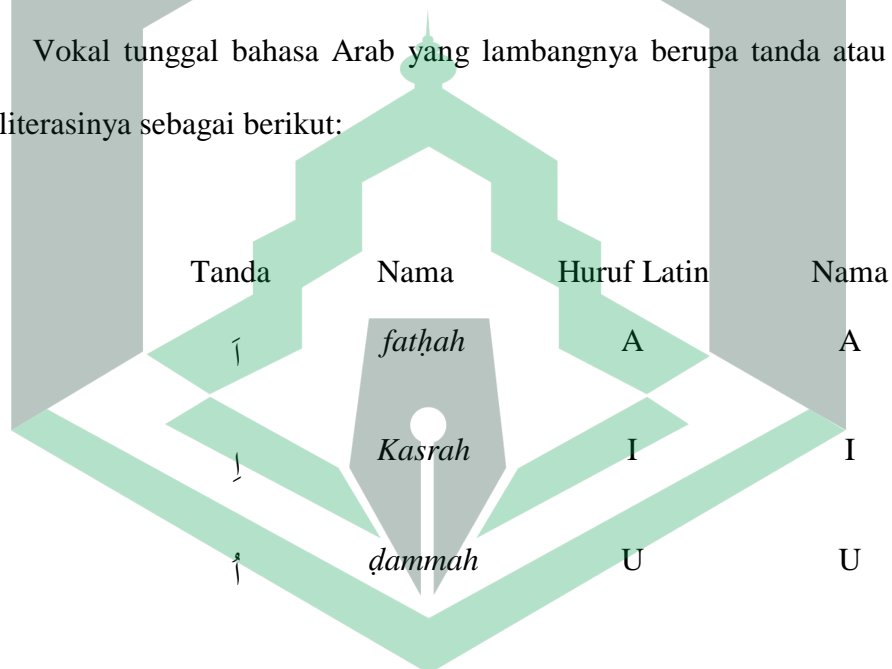 Vokal tunggal bahasa Arab yang lambangnya berupa tanda atau
literasinya sebagai berikut:
Tanda Nama Huruf Latin Nama
اَ fatḥah A A
اِ Kasrah I I
اُ ḍammah U U